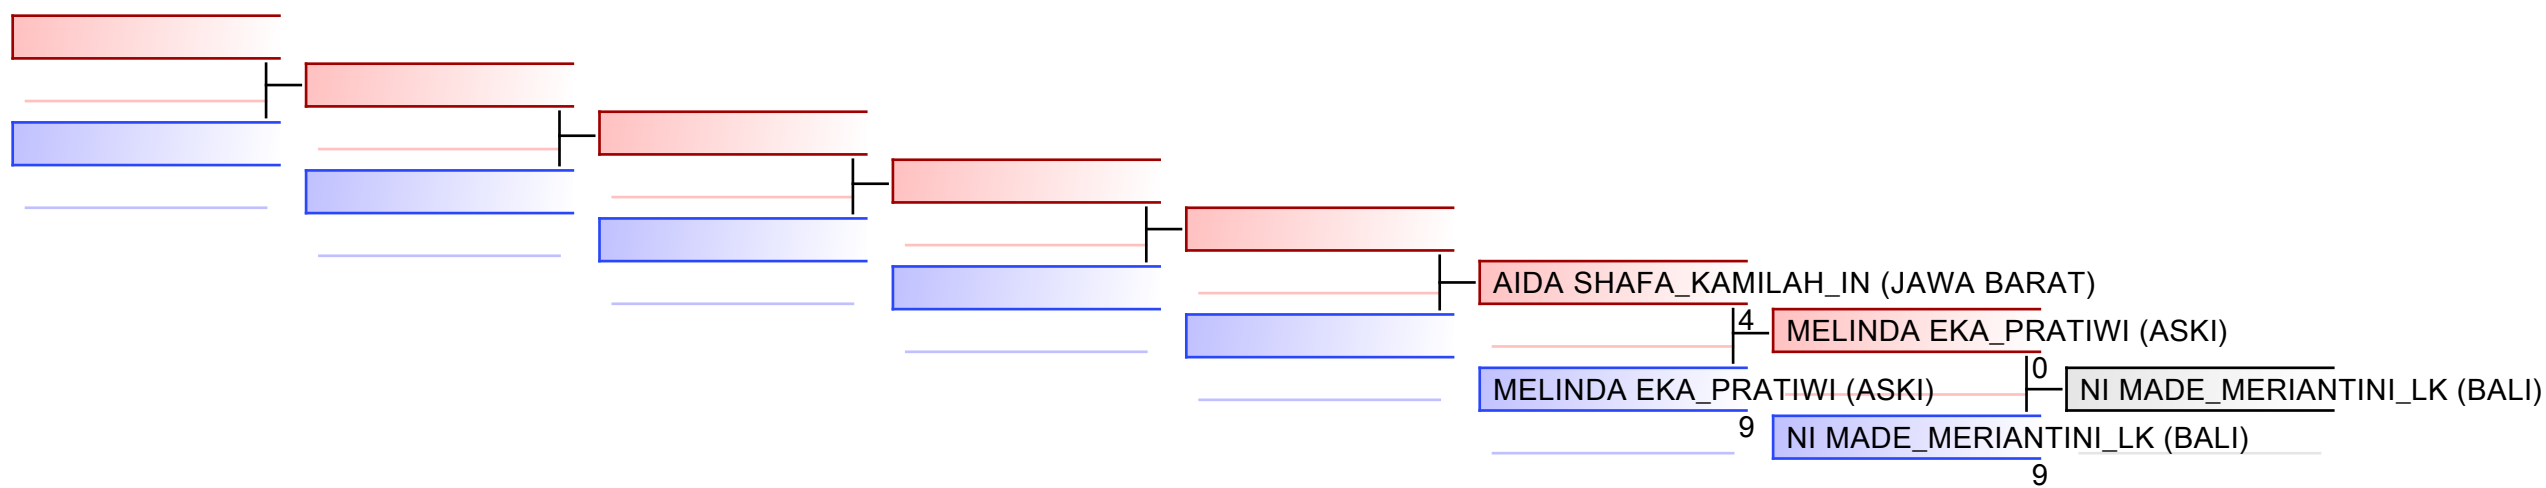 AIDA SHAFA_KAMILAH_IN (JAWA BARAT)
4
MELINDA EKA_PRATIWI (ASKI)
0
MELINDA EKA_PRATIWI (ASKI)
NI MADE_MERIANTINI_LK (BALI)
9
NI MADE_MERIANTINI_LK (BALI)
9